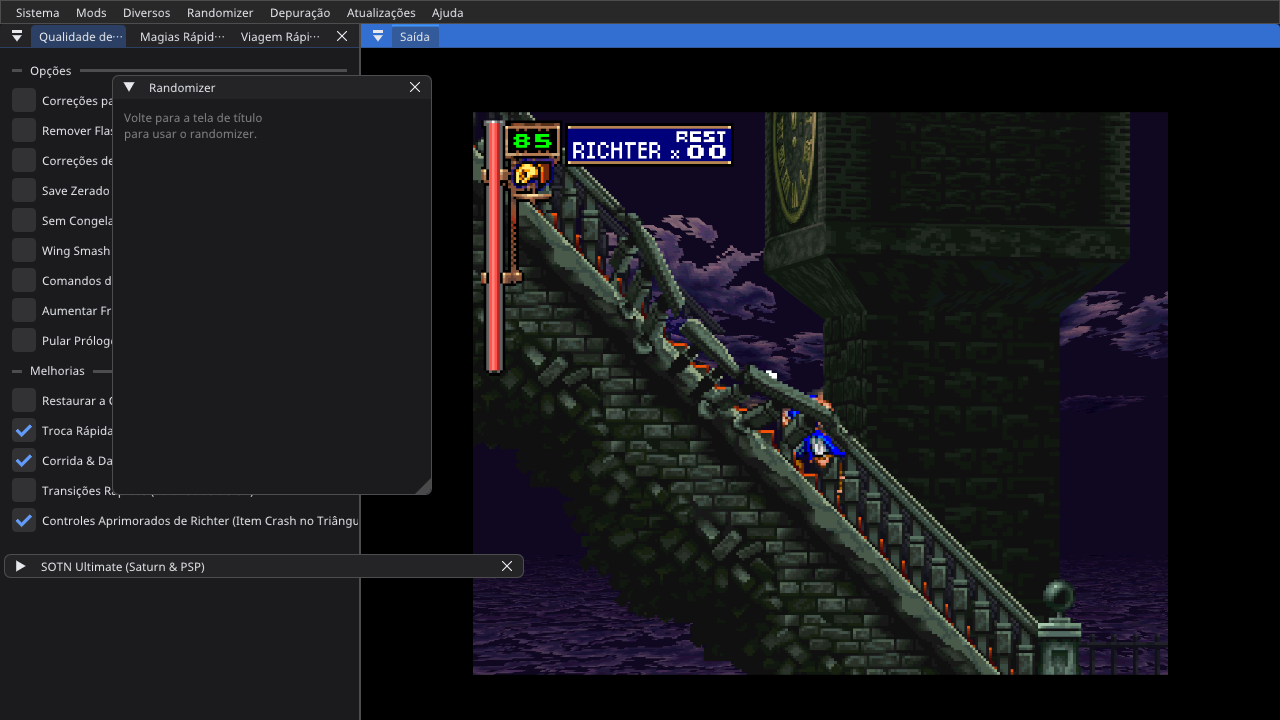 Sistema Mods Diversos Randomizer Depuração Atualizações Ajuda
Qualidade de··· Magias Rápid··· Viagem Rápi··· Saída
Opções
Randomizer
Volte para a tela de título
para usar o randomizer.
Correções pa
Remover Flas
Correções de
Save Zerado
Sem Congela
Wing Smash
Comandos d
Aumentar Fr
Pular Prólog
Melhorias
Restaurar a
Troca Rápida
Corrida & Da
Transições
Controles Aprimorados de Richter (Item Crash no Triângu
SOTN Ultimate (Saturn & PSP)
85
REST
RICHTER x 00